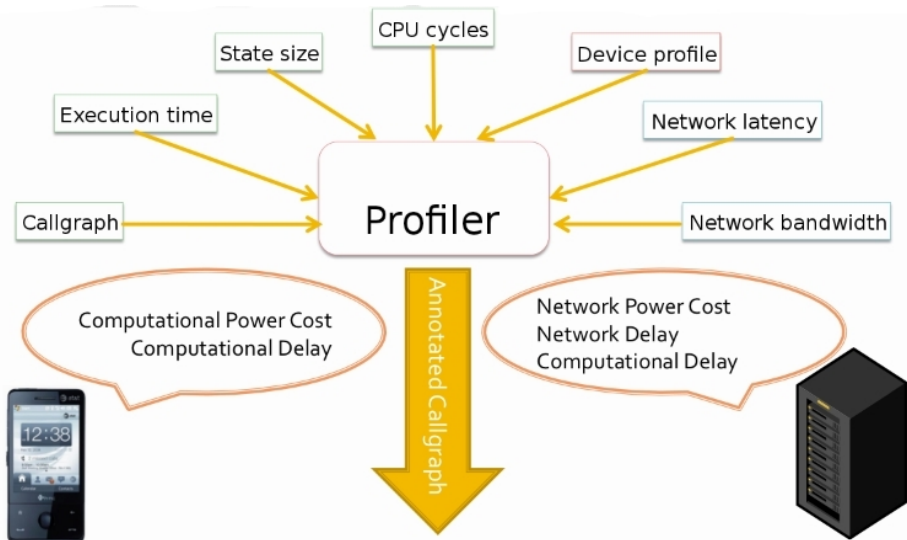 CPU cycles
State size
Device profile
Execution time
Network latency
Callgraph
Profiler
Network bandwidth
Annotated Callgraph
Computational Power Cost
Computational Delay
Network Power Cost
Network Delay
Computational Delay
at&t
12:38